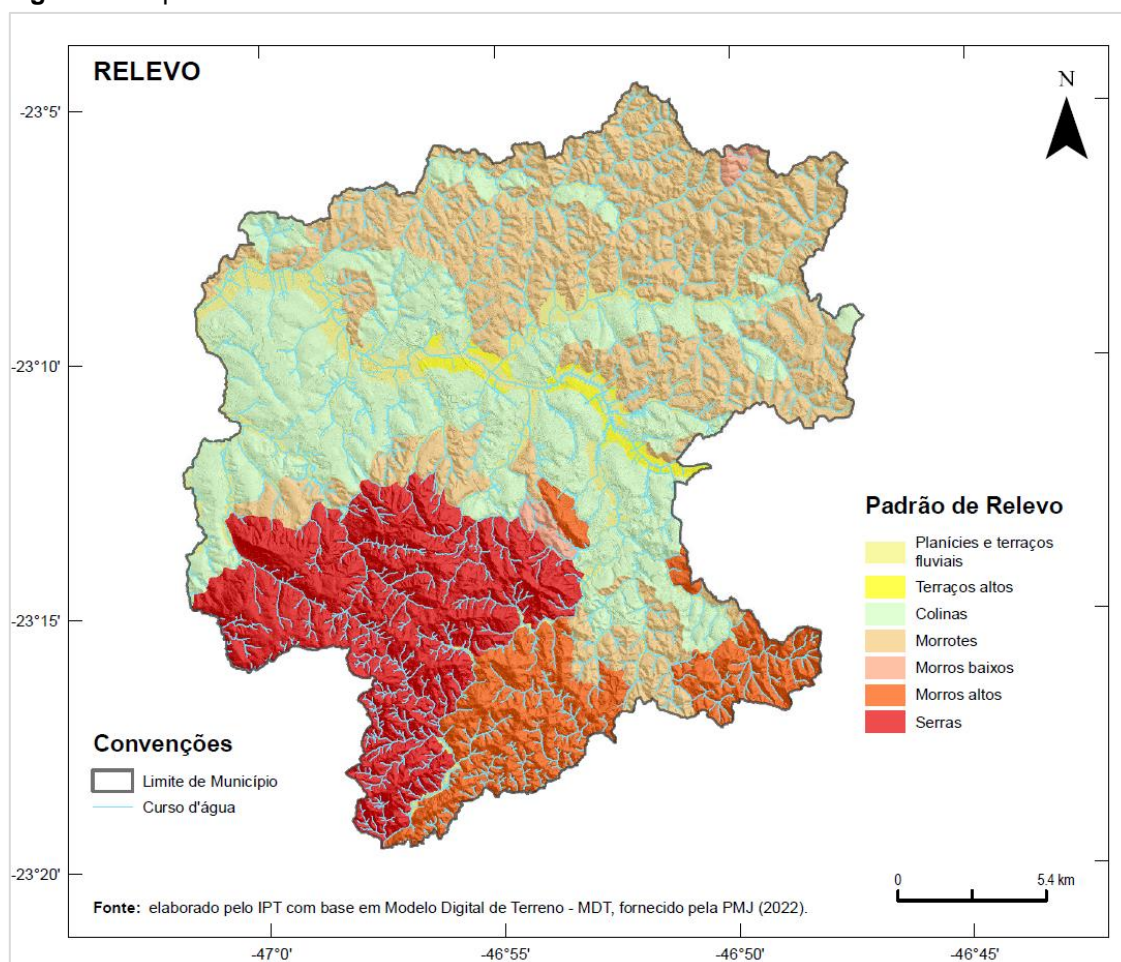 RELEVO
N
-23°5'
-23°10'
-23°15'
-23°20'
Padrão de Relevo
Planícies e terraços
fluviais
Terraços altos
Colinas
Morrotes
Morros baixos
Morros altos
Serras
Convenções
Limite de Município
Curso d'água
0 5.4 km
Fonte: elaborado pelo IPT com base em Modelo Digital de Terreno - MDT, fornecido pela PMJ (2022).
-47°0' -46°55' -46°50' -46°45'